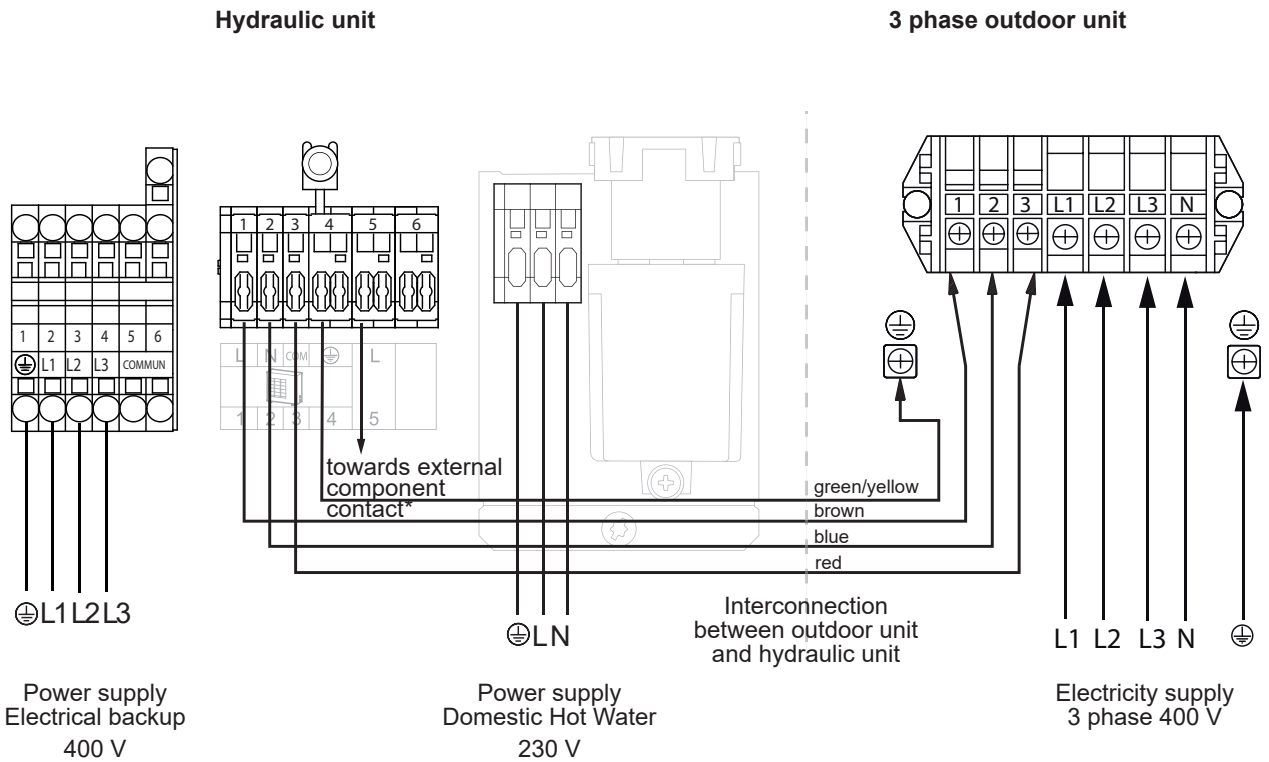 Hydraulic unit
3 phase outdoor unit
1 2 3 4 5 6
L1 L2 L3 COMMUN
1 2 3 4 5 6
L N COM L
1 2 3 4 5
1 2 3 L1 L2 L3 N
towards external
component
contact*
green/yellow
brown
blue
red
L1 L2 L3
L N
Interconnection
between outdoor unit
and hydraulic unit
L1 L2 L3 N
Power supply
Electrical backup
400 V
Power supply
Domestic Hot Water
230 V
Electricity supply
3 phase 400 V